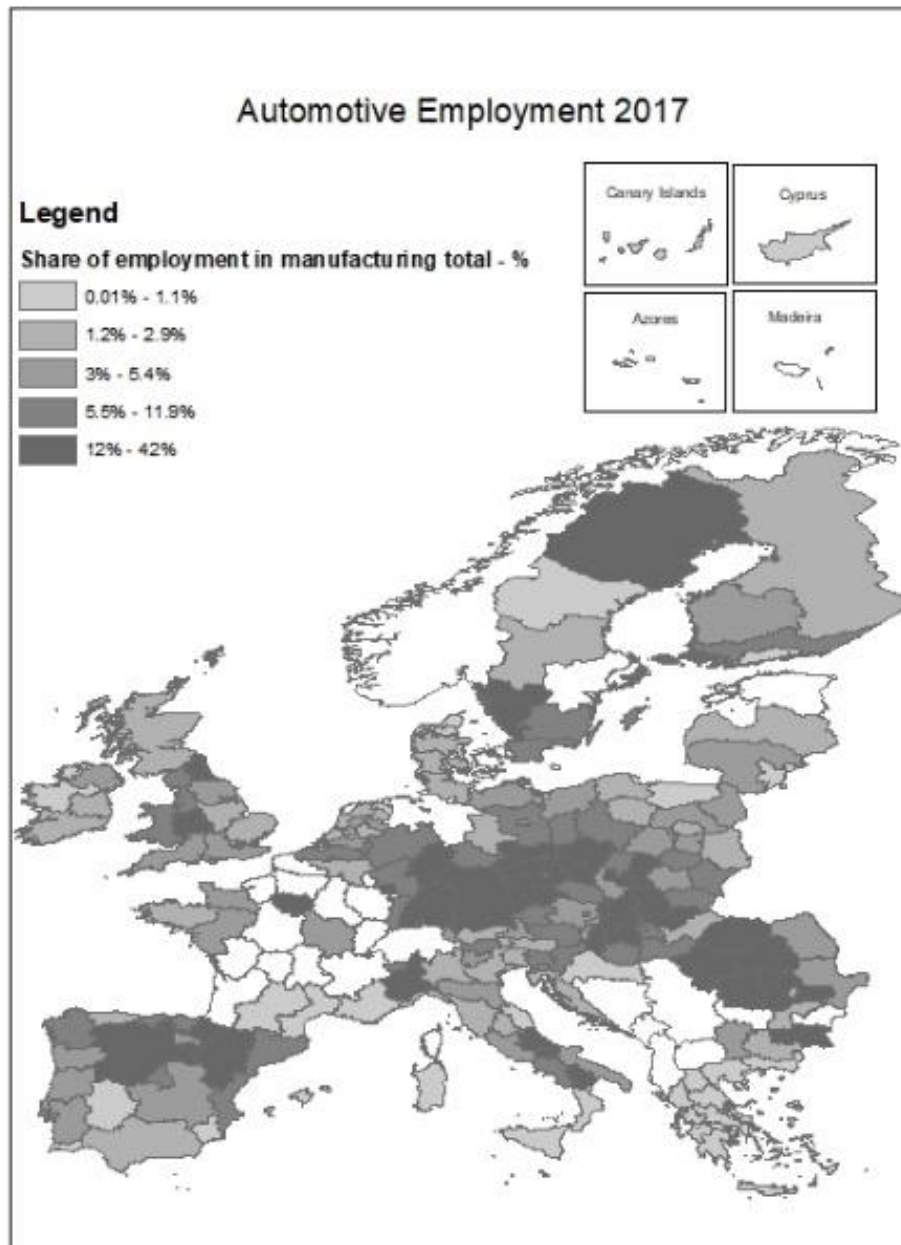 Automotive Employment 2017
Canary Islands
Cyprus
Azores
Madeira
Legend
Share of employment in manufacturing total - %
0.01% - 1.1%
1.2% - 2.9%
3% - 5.4%
5.5% - 11.9%
12% - 42%